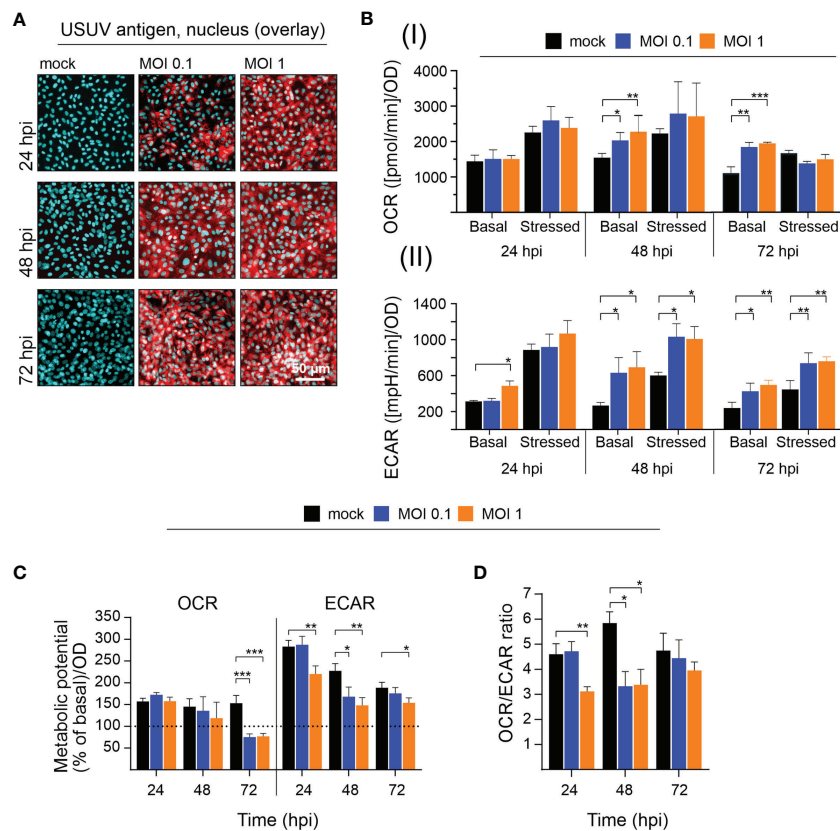 A
USUV antigen, nucleus (overlay)
mock MOI 0.1 MOI 1
24 hpi
48 hpi
72 hpi
50 µm
B
(I)
mock MOI 0.1 MOI 1
OCR ([pmol/min]/OD)
4000
3000
2000
1000
* ** ** ***
Basal Stressed Basal Stressed Basal Stressed
24 hpi 48 hpi 72 hpi
(II)
ECAR ([mpH/min]/OD)
1400
1000
600
200
* * * * * * ** ** **
Basal Stressed Basal Stressed Basal Stressed
24 hpi 48 hpi 72 hpi
mock MOI 0.1 MOI 1
C
OCR ECAR
Metabolic potential
(% of basal)/OD
350
300
250
200
150
100
50
*** *** ** ** * *
24 48 72 24 48 72
Time (hpi)
D
OCR/ECAR ratio
7
6
5
4
3
2
1
** * *
24 48 72
Time (hpi)